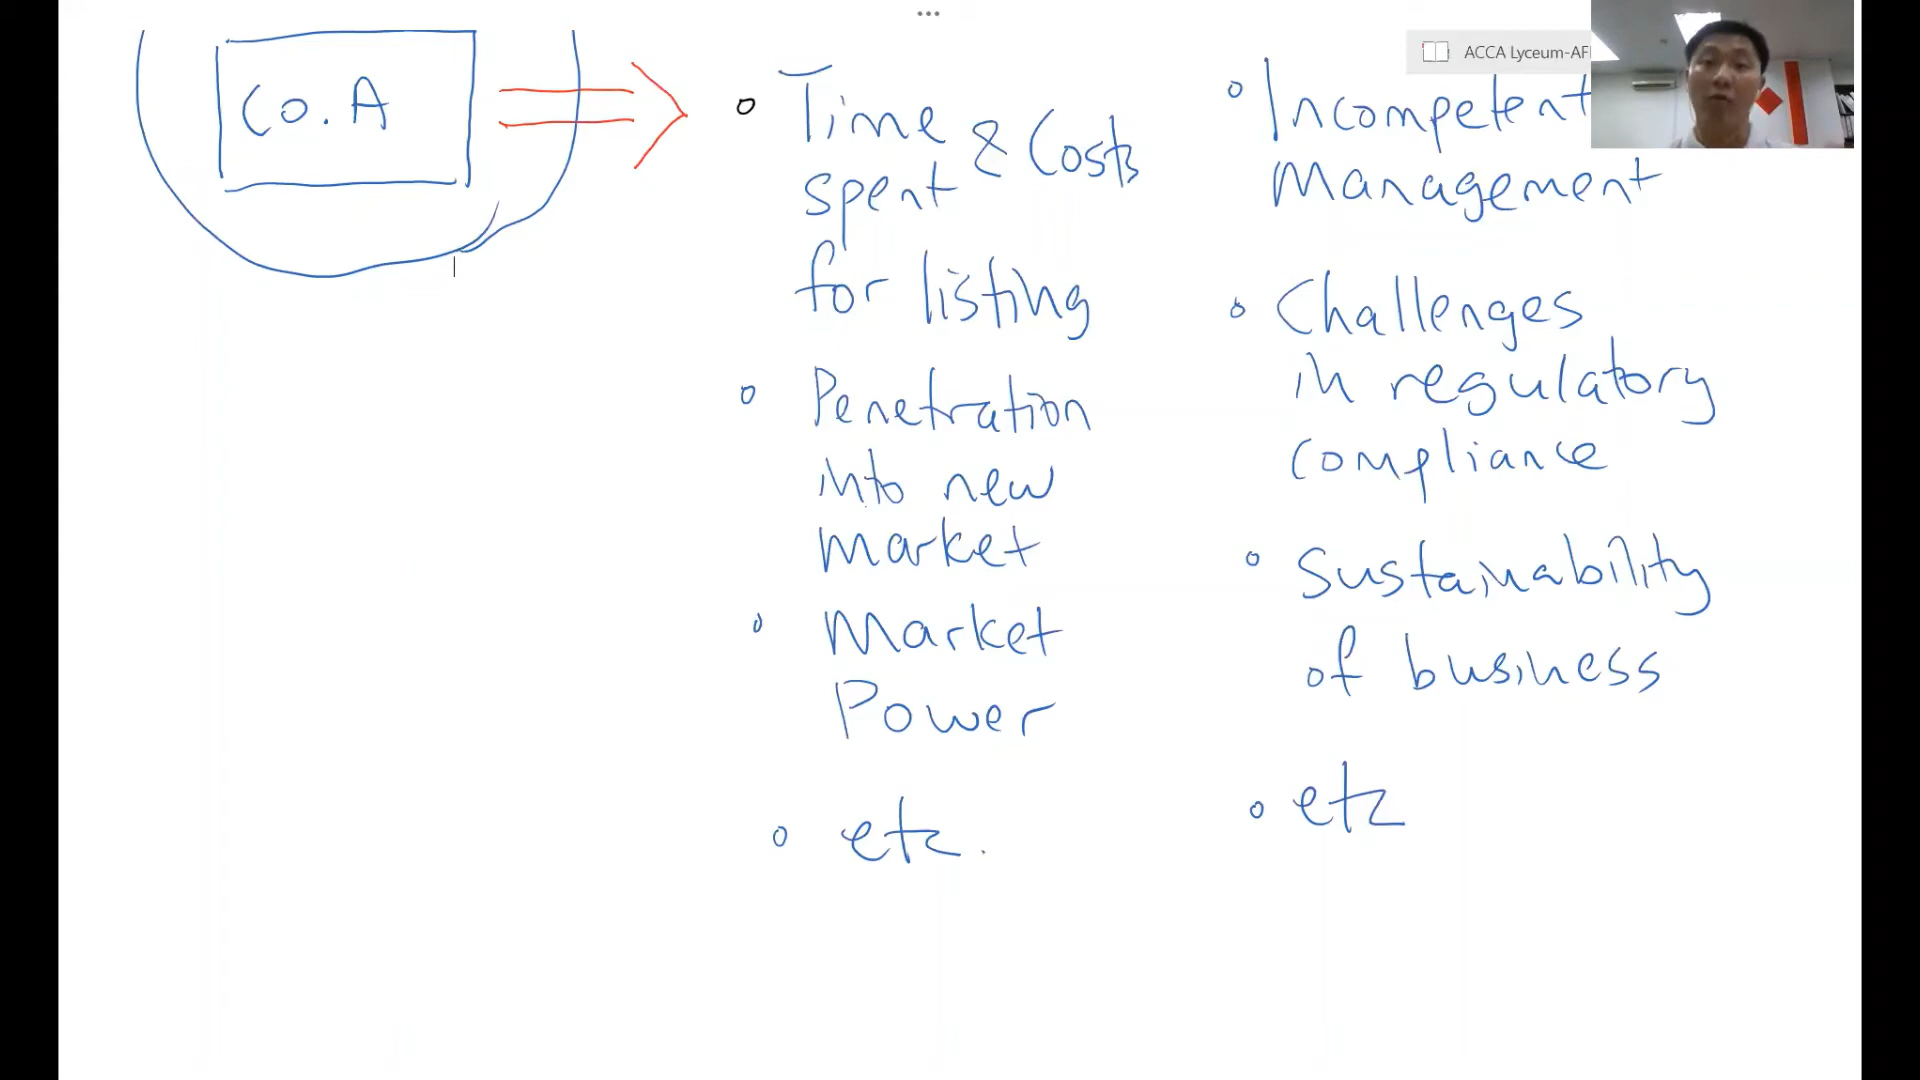 Co. A
Time & Costs
spent
for listing
Penetration
into new
market
Market
Power
etc.
ACCA Lyceum-AF
Incompetent
Management
Challenges
in regulatory
compliance
Sustainability
of business
etc